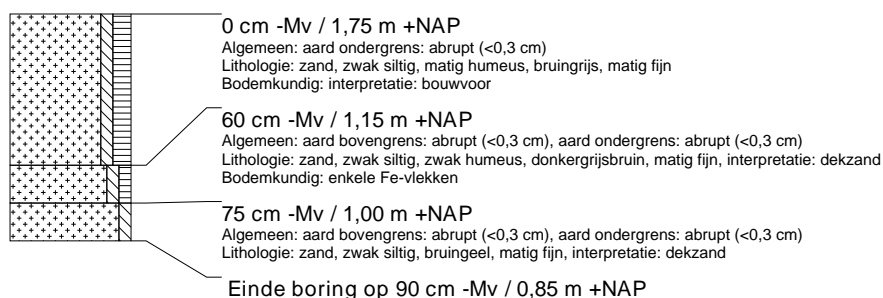 0 cm -Mv / 1,75 m +NAP
Algemeen: aard ondergrens: abrupt (<0,3 cm)
Lithologie: zand, zwak siltig, matig humeus, bruingrijs, matig fijn
Bodemkundig: interpretatie: bouwvoor
60 cm -Mv / 1,15 m +NAP
Algemeen: aard bovengrens: abrupt (<0,3 cm), aard ondergrens: abrupt (<0,3 cm)
Lithologie: zand, zwak siltig, zwak humeus, donkergrijsbruin, matig fijn, interpretatie: dekzand
Bodemkundig: enkele Fe-vlekken
75 cm -Mv / 1,00 m +NAP
Algemeen: aard bovengrens: abrupt (<0,3 cm), aard ondergrens: abrupt (<0,3 cm)
Lithologie: zand, zwak siltig, bruingeel, matig fijn, interpretatie: dekzand
Einde boring op 90 cm -Mv / 0,85 m +NAP